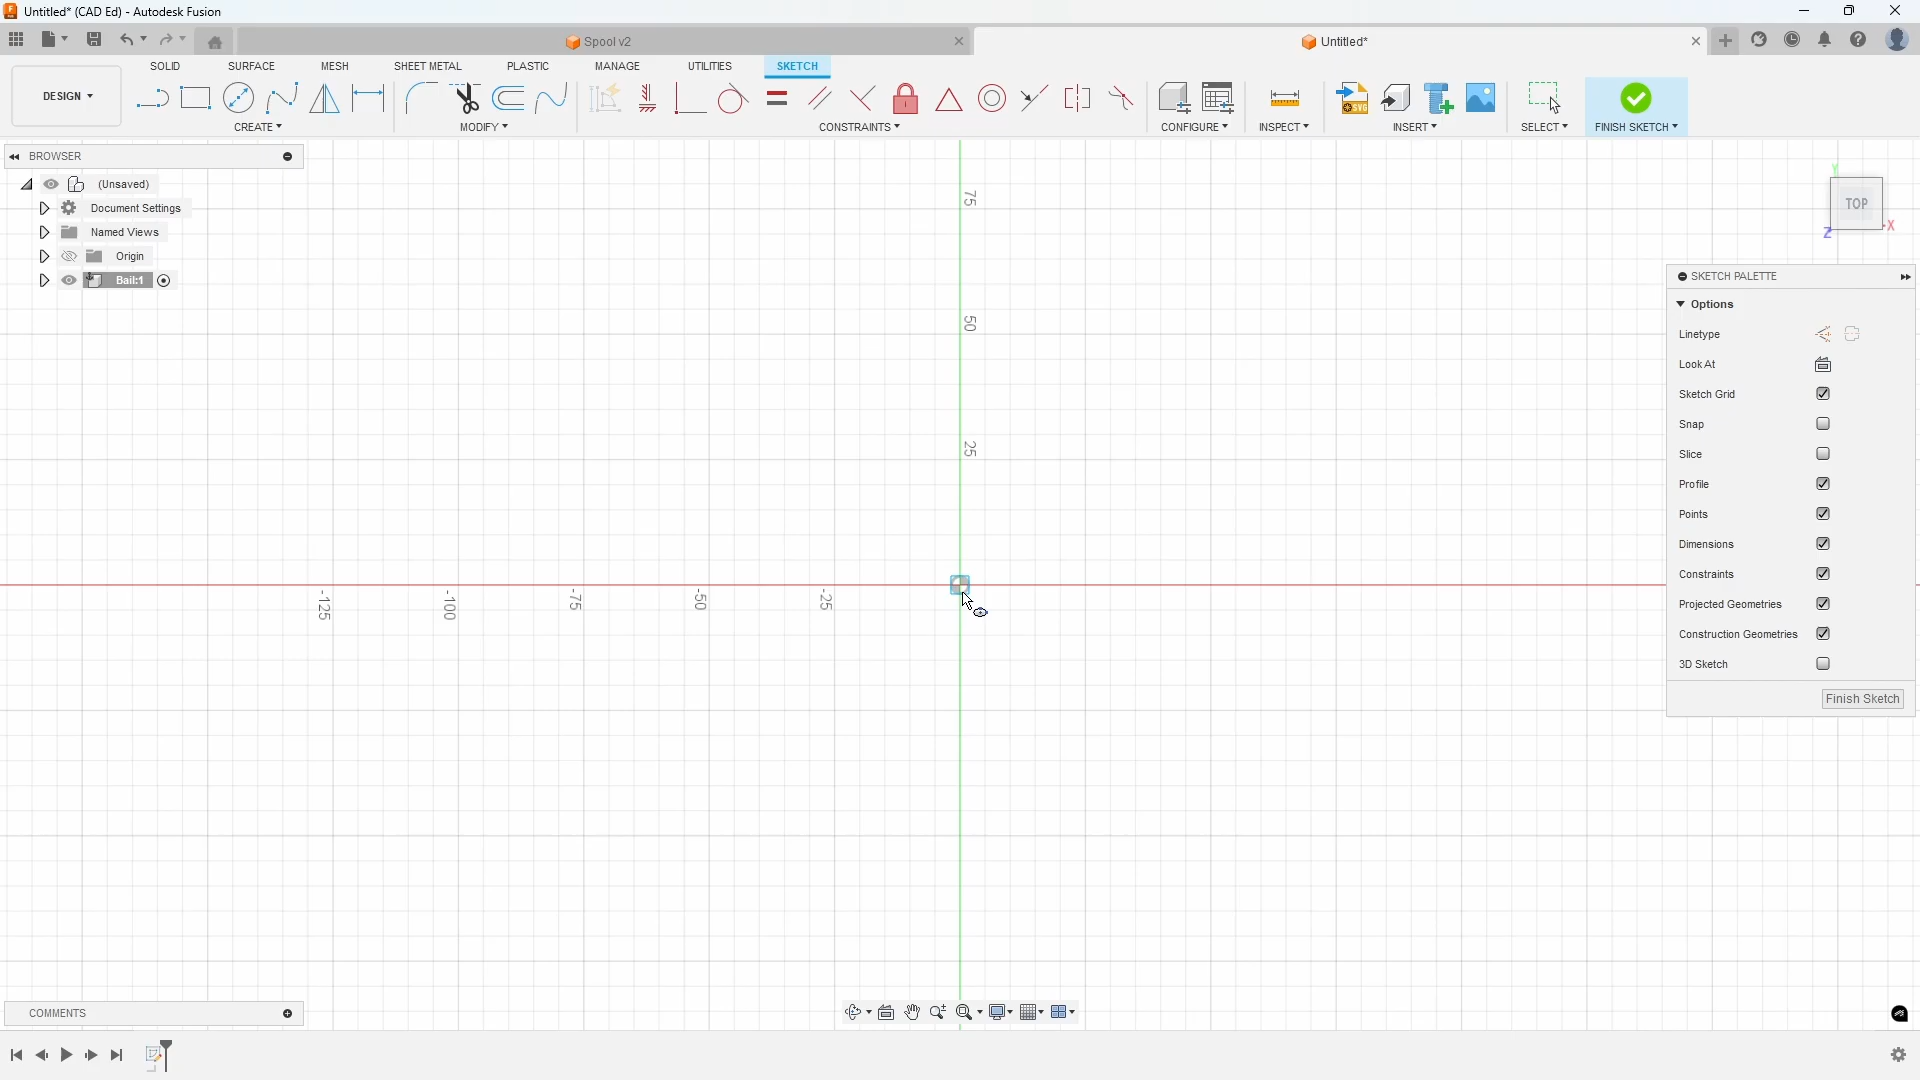 Untitled* (CAD Ed) - Autodesk Fusion
Spool v2
Untitled*
SOLID
SURFACE
MESH
SHEET METAL
PLASTIC
MANAGE
UTILITIES
SKETCH
DESIGN
CREATE
MODIFY
CONSTRAINTS
CONFIGURE
INSPECT
INSERT
SELECT
FINISH SKETCH
BROWSER
(Unsaved)
Document Settings
Named Views
Origin
Bail:1
75
50
25
-125
-100
-75
-50
-25
Y
TOP
X
Z
SKETCH PALETTE
Options
Linetype
Look At
Sketch Grid
Snap
Slice
Profile
Points
Dimensions
Constraints
Projected Geometries
Construction Geometries
3D Sketch
Finish Sketch
COMMENTS